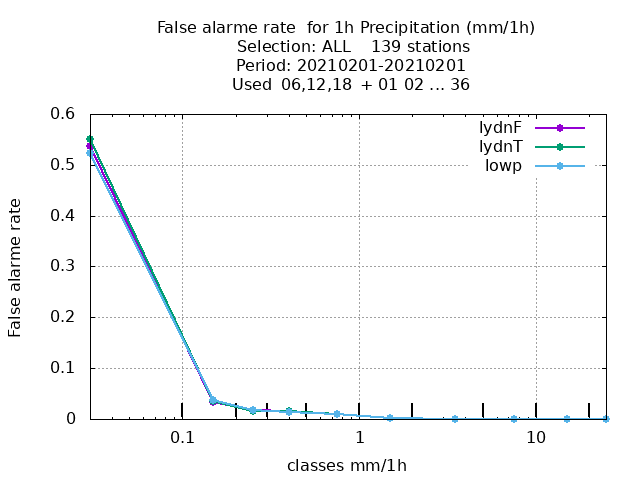 False alarme rate  for 1h Precipitation (mm/1h)
Selection: ALL    139 stations
Period: 20210201-20210201
Used  06,12,18  + 01 02 ... 36
lydnF
lydnT
lowp
0.6
0.5
0.4
0.3
0.2
0.1
0
False alarme rate
0.1
1
10
classes mm/1h